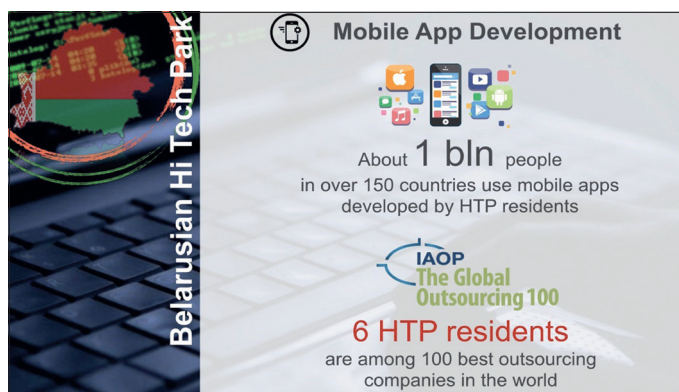 Belarusian Hi Tech Park
Mobile App Development
About 1 bln people
in over 150 countries use mobile apps
developed by HTP residents
IAOP
The Global
Outsourcing 100
6 HTP residents
are among 100 best outsourcing
companies in the world